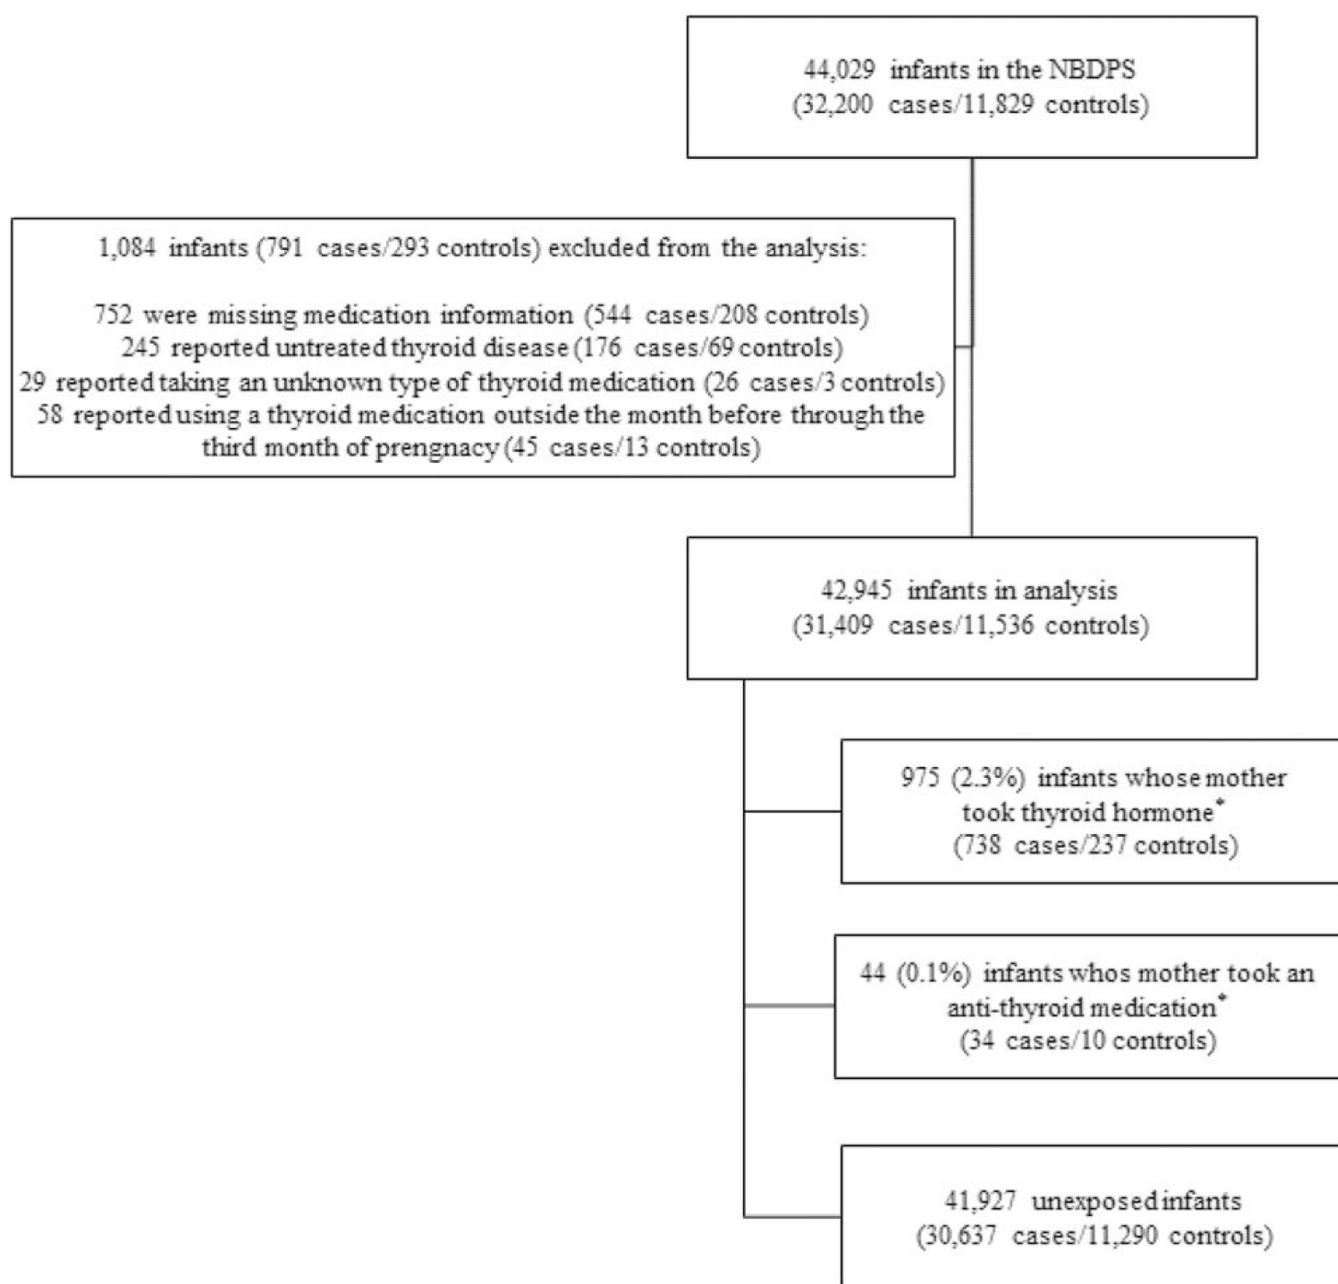 44,029 infants in the NBDPS
(32,200 cases/11,829 controls)
1,084 infants (791 cases/293 controls) excluded from the analysis:
752 were missing medication information (544 cases/208 controls)
245 reported untreated thyroid disease (176 cases/69 controls)
29 reported taking an unknown type of thyroid medication (26 cases/3 controls)
58 reported using a thyroid medication outside the month before through the
third month of prengnacy (45 cases/13 controls)
42,945 infants in analysis
(31,409 cases/11,536 controls)
975 (2.3%) infants whose mother
took thyroid hormone*
(738 cases/237 controls)
44 (0.1%) infants whos mother took an
anti-thyroid medication*
(34 cases/10 controls)
41,927 unexposed infants
(30,637 cases/11,290 controls)